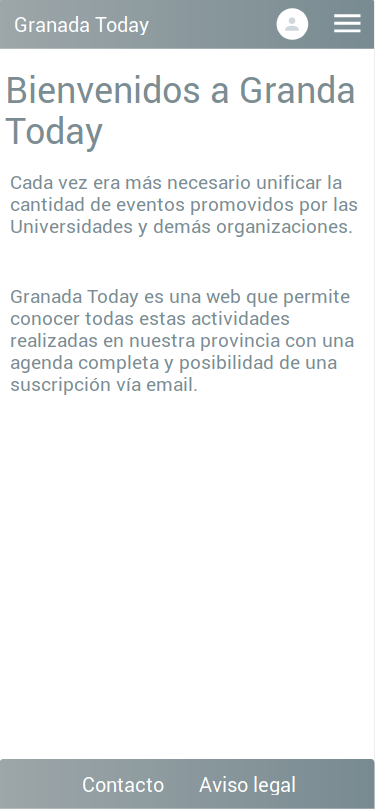 Granada Today
Bienvenidos a Granda
Today
Cada vez era más necesario unificar la
cantidad de eventos promovidos por las
Universidades y demás organizaciones.
Granada Today es una web que permite
conocer todas estas actividades
realizadas en nuestra provincia con una
agenda completa y posibilidad de una
suscripción vía email.
Contacto Aviso legal